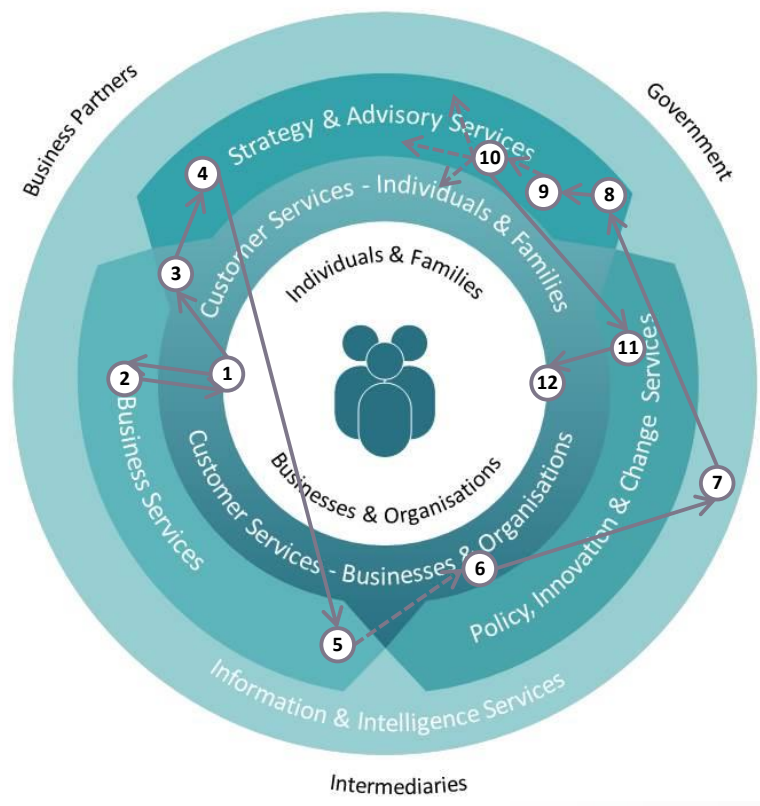 Business Partners
Government
Strategy & Advisory Services
Customer Services - Individuals & Families
Individuals & Families
4
10
9
8
3
11
1
2
12
7
6
5
Businesses & Organisations
Customer Services - Businesses & Organisations
Business Services
Policy, Innovation & Change Services
Information & Intelligence Services
Intermediaries